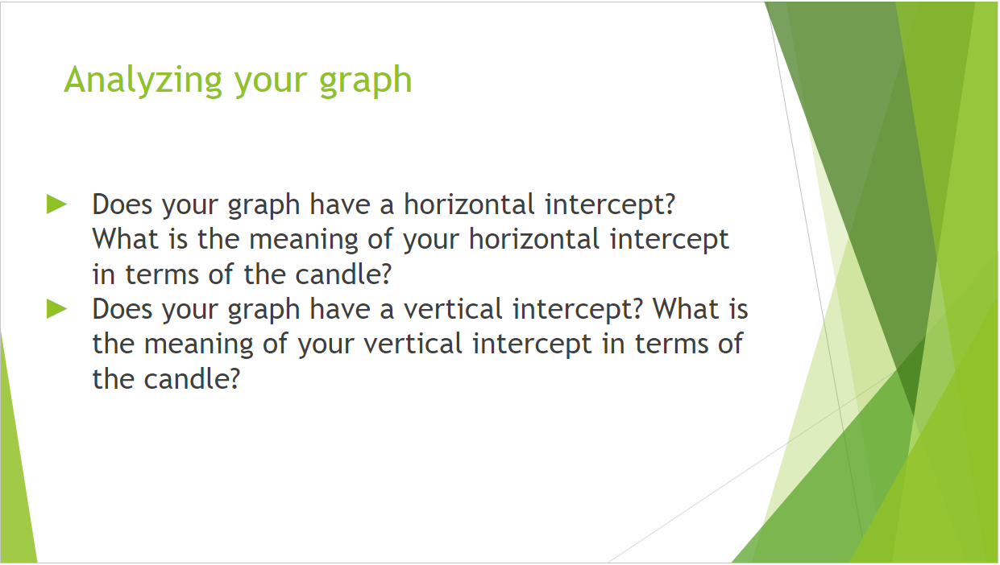 Analyzing your graph
Does your graph have a horizontal intercept?
What is the meaning of your horizontal intercept
in terms of the candle?
Does your graph have a vertical intercept? What is
the meaning of your vertical intercept in terms of
the candle?